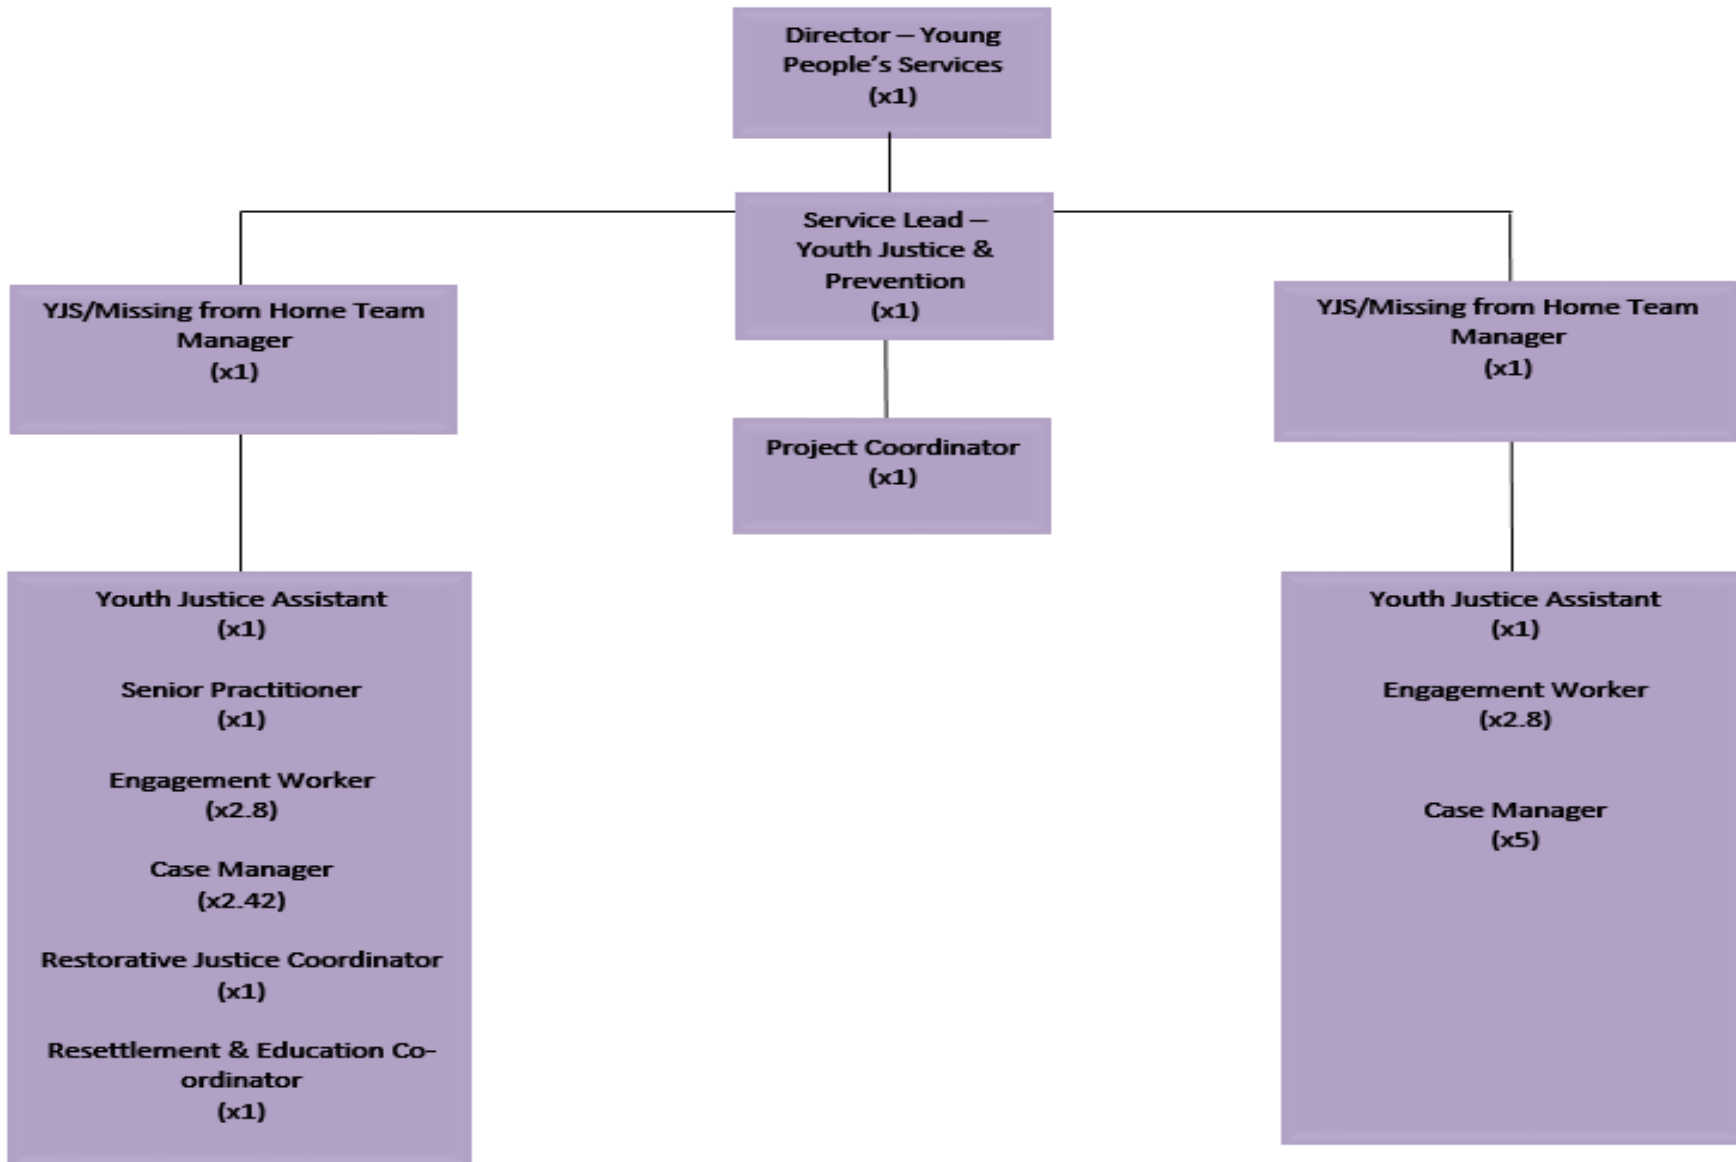 Director – Young
People's Services
(x1)
Service Lead –
Youth Justice &
Prevention
(x1)
YJS/Missing from Home Team
Manager
(x1)
YJS/Missing from Home Team
Manager
(x1)
Project Coordinator
(x1)
Youth Justice Assistant
(x1)
Senior Practitioner
(x1)
Engagement Worker
(x2.8)
Case Manager
(x2.42)
Restorative Justice Coordinator
(x1)
Resettlement & Education Co-
ordinator
(x1)
Youth Justice Assistant
(x1)
Engagement Worker
(x2.8)
Case Manager
(x5)